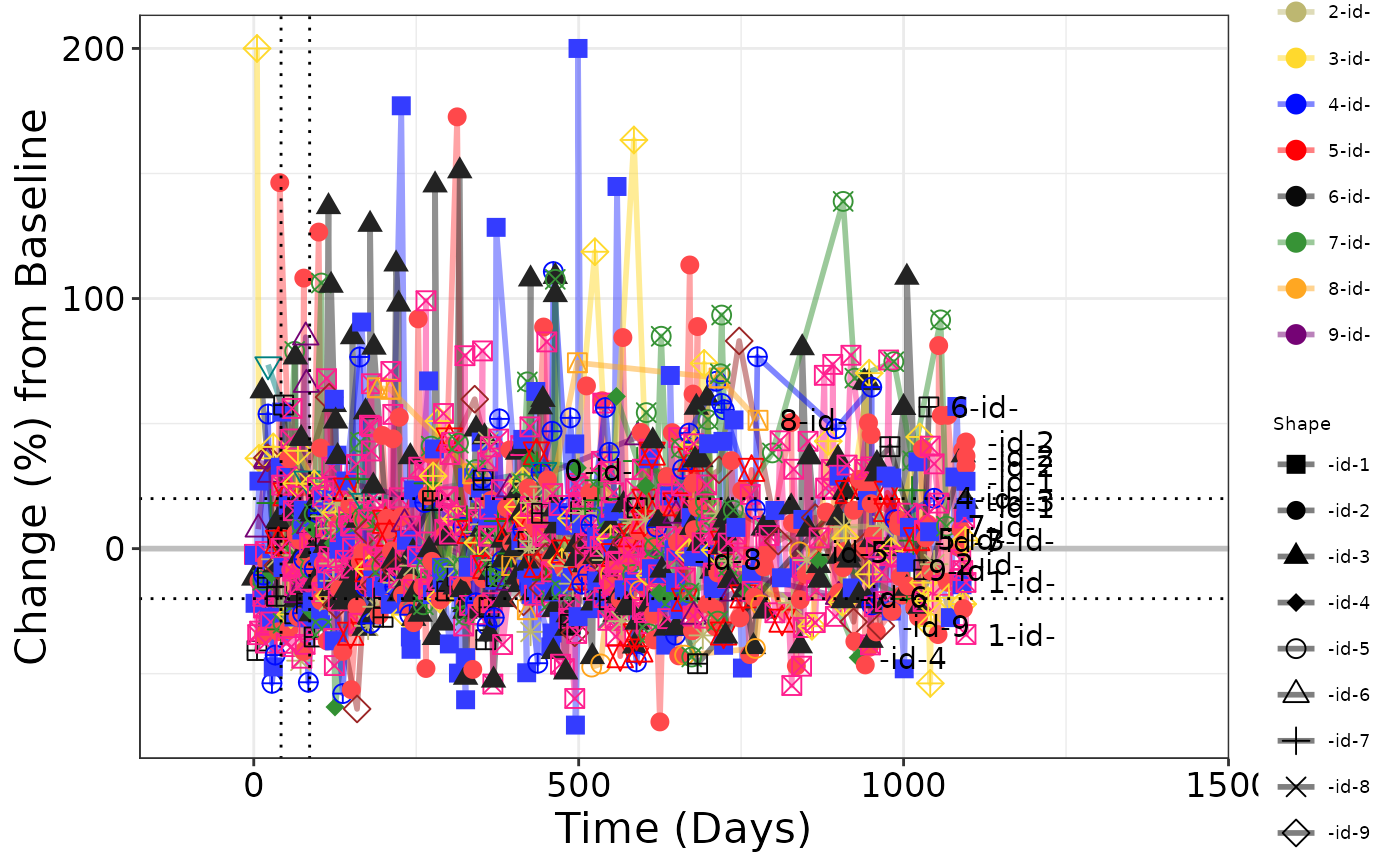 Change (%) from Baseline
200
100
0
0
500
1000
1500
Time (Days)
8-id-
0-id-
-id-8
-id-5
-id-6
-id-9
-id-4
6-id-
-id-2
1-id-
1-id-
2-id-
3-id-
4-id-
5-id-
6-id-
7-id-
8-id-
9-id-
Shape
-id-1
-id-2
-id-3
-id-4
-id-5
-id-6
-id-7
-id-8
-id-9